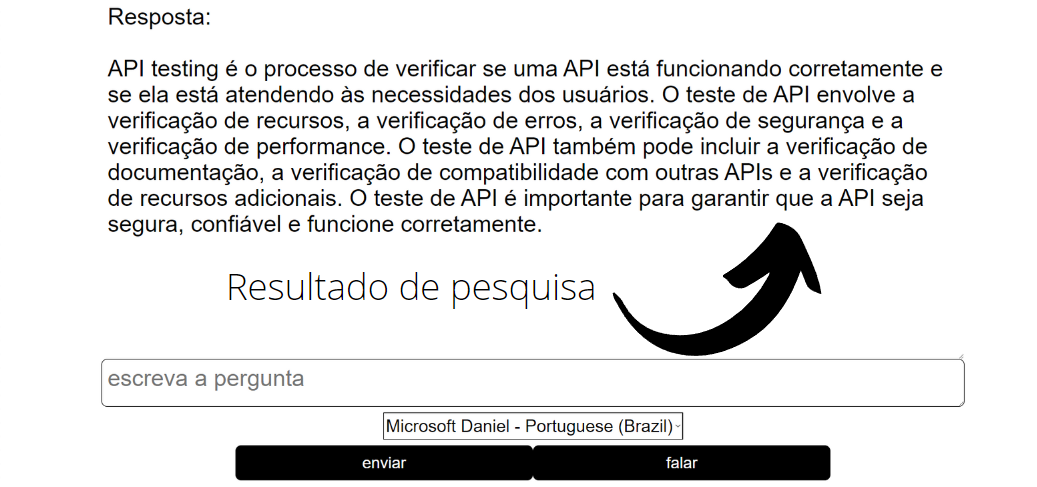 Resposta:
API testing é o processo de verificar se uma API está funcionando corretamente e
se ela está atendendo às necessidades dos usuários. O teste de API envolve a
verificação de recursos, a verificação de erros, a verificação de segurança e a
verificação de performance. O teste de API também pode incluir a verificação de
documentação, a verificação de compatibilidade com outras APIs e a verificação
de recursos adicionais. O teste de API é importante para garantir que a API seja
segura, confiável e funcione corretamente.
Resultado de pesquisa
escreva a pergunta
Microsoft Daniel - Portuguese (Brazil)
enviar falar